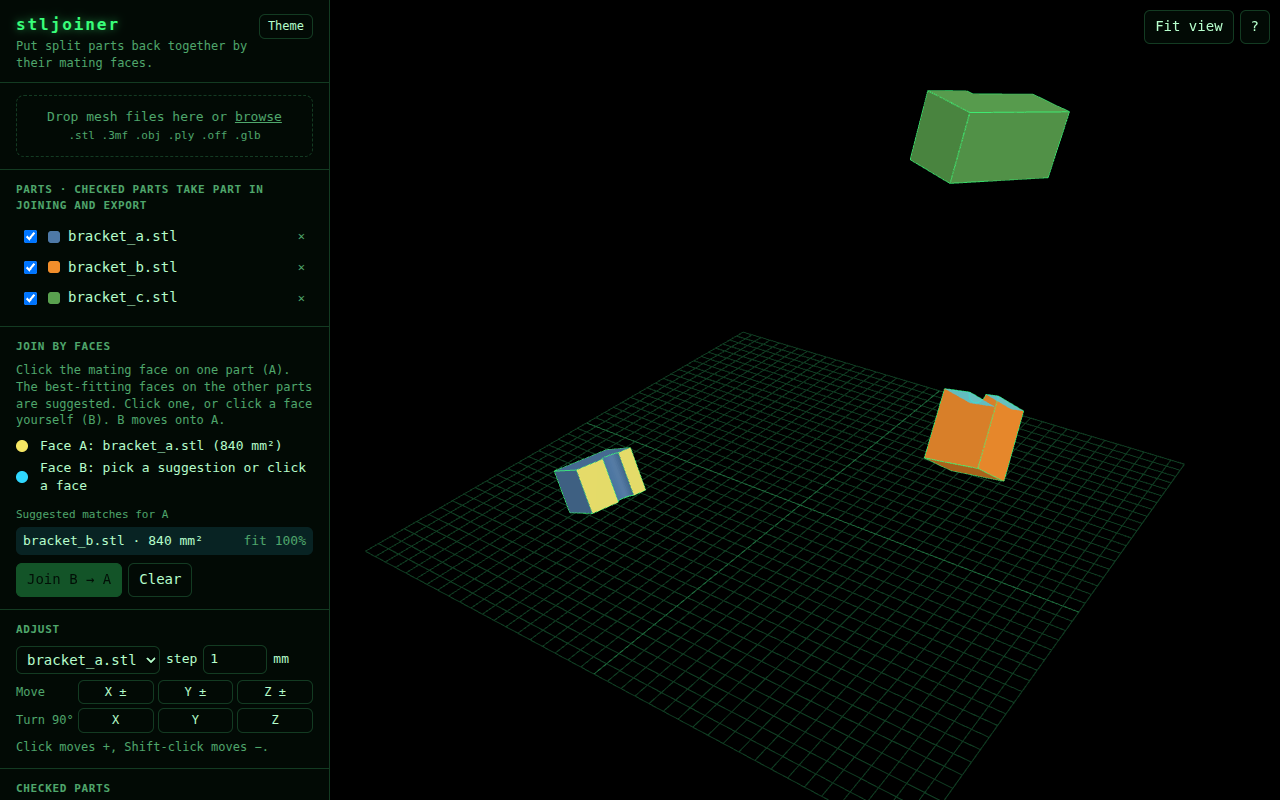 stljoiner
Theme
Put split parts back together by
their mating faces.
Drop mesh files here or browse
.stl .3mf .obj .ply .off .glb
PARTS · CHECKED PARTS TAKE PART IN
JOINING AND EXPORT
bracket_a.stl ×
bracket_b.stl ×
bracket_c.stl ×
JOIN BY FACES
Click the mating face on one part (A).
The best-fitting faces on the other parts
are suggested. Click one, or click a face
yourself (B). B moves onto A.
Face A: bracket_a.stl (840 mm²)
Face B: pick a suggestion or click
a face
Suggested matches for A
bracket_b.stl · 840 mm² fit 100%
Join B → A Clear
ADJUST
bracket_a.stl step 1 mm
Move X ± Y ± Z ±
Turn 90° X Y Z
Click moves +, Shift-click moves −.
CHECKED PARTS
Fit view ?